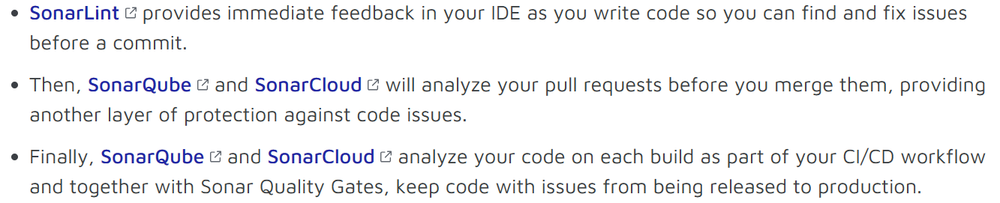 • SonarLint provides immediate feedback in your IDE as you write code so you can find and fix issues
before a commit.
• Then, SonarQube and SonarCloud will analyze your pull requests before you merge them, providing
another layer of protection against code issues.
• Finally, SonarQube and SonarCloud analyze your code on each build as part of your CI/CD workflow
and together with Sonar Quality Gates, keep code with issues from being released to production.